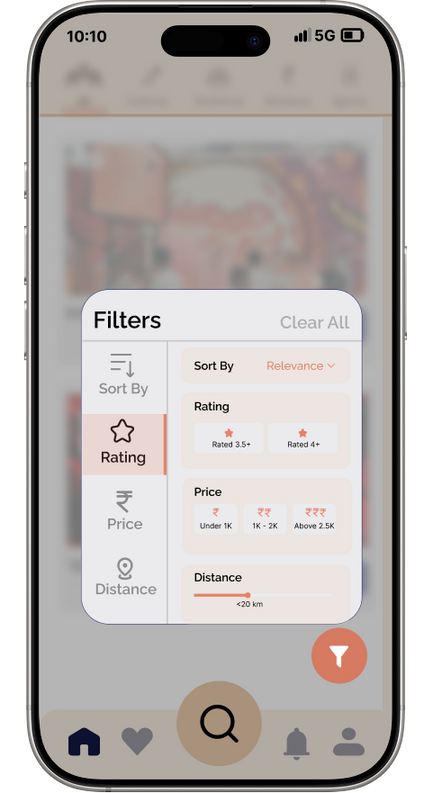 10:10 5G
Filters Clear All
Sort By
Rating
Price
Distance
Sort By Relevance
Rating
Rated 3.5+ Rated 4+
Price
₹ ₹₹ ₹₹₹
Under 1K 1K - 2K Above 2.5K
Distance
<20 km